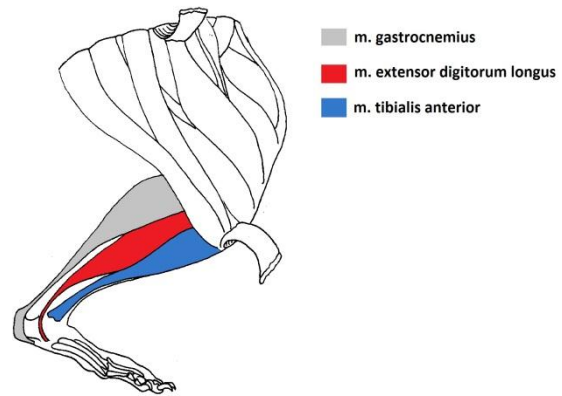 m. gastrocnemius
m. extensor digitorum longus
m. tibialis anterior